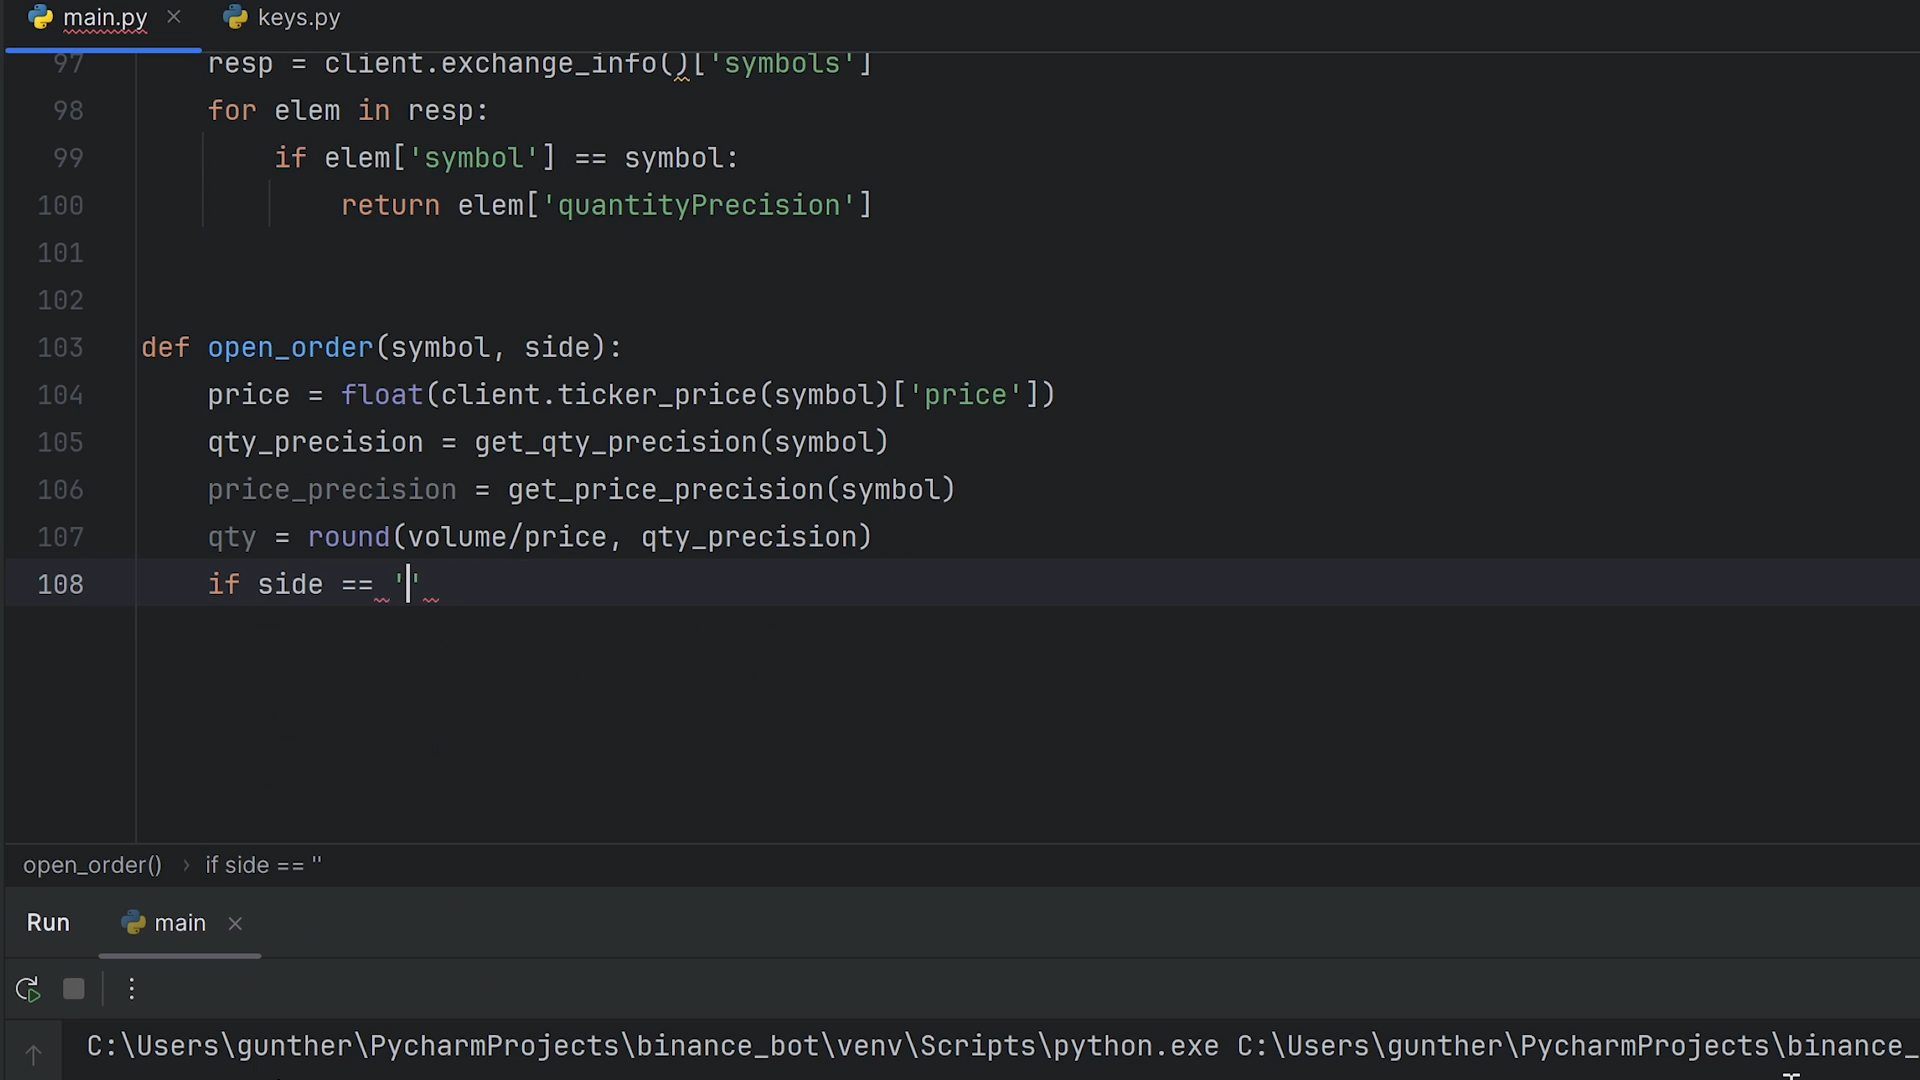 main.py keys.py
97 resp = client.exchange_info()['symbols']
98 for elem in resp:
99 if elem['symbol'] == symbol:
100 return elem['quantityPrecision']
101
102
103 def open_order(symbol, side):
104 price = float(client.ticker_price(symbol)['price'])
105 qty_precision = get_qty_precision(symbol)
106 price_precision = get_price_precision(symbol)
107 qty = round(volume/price, qty_precision)
108 if side == ''
open_order() › if side == ''
Run main
C:\Users\gunther\PycharmProjects\binance_bot\venv\Scripts\python.exe C:\Users\gunther\PycharmProjects\binance_